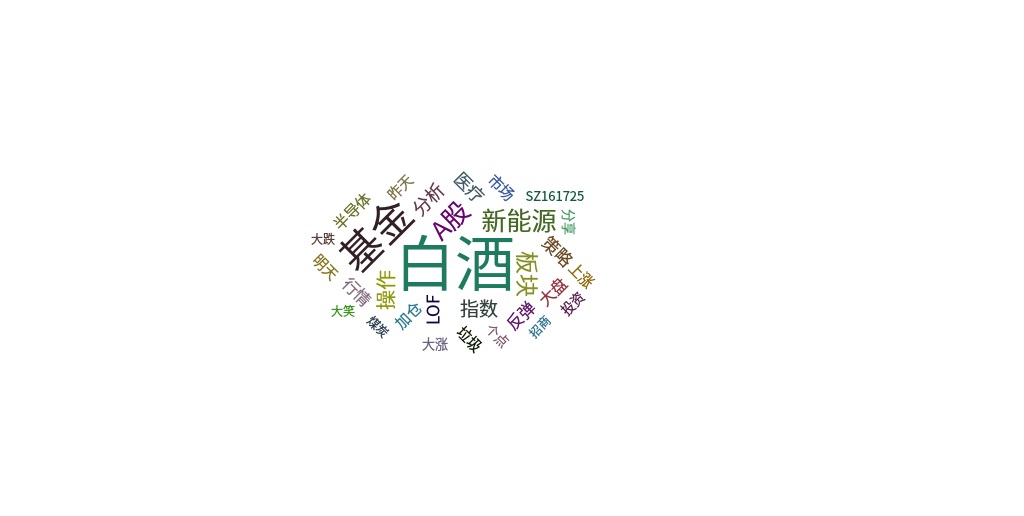 昨天
医疗
市场
SZ161725
半导体
分析
A股
新能源
分享
大跌
基金
白酒
板块
策略
上涨
明天
行情
操作
大盘
投资
大笑
煤炭
加仓
LOF
指数
反弹
招商
大涨
垃圾
个点